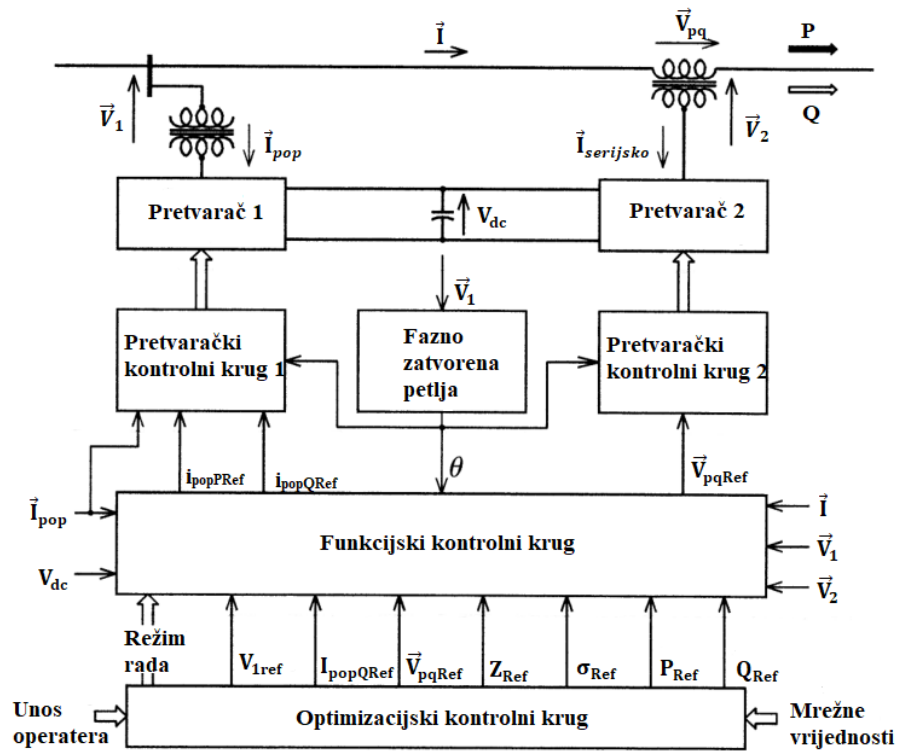 I⃗
V⃗pq
P
Q
V⃗1
I⃗pop
I⃗serijsko
V⃗2
Pretvarač 1
Vdc
Pretvarač 2
V⃗1
Pretvarački
kontrolni krug 1
Fazno
zatvorena
petlja
Pretvarački
kontrolni krug 2
ipopPRef
ipopQRef
θ
V⃗pqRef
I⃗pop
Vdc
Funkcijski kontrolni krug
I⃗
V⃗1
V⃗2
Režim
rada
V1ref
IpopQRef
V⃗pqRef
ZRef
σRef
PRef
QRef
Unos
operatera
Optimizacijski kontrolni krug
Mrežne
vrijednosti